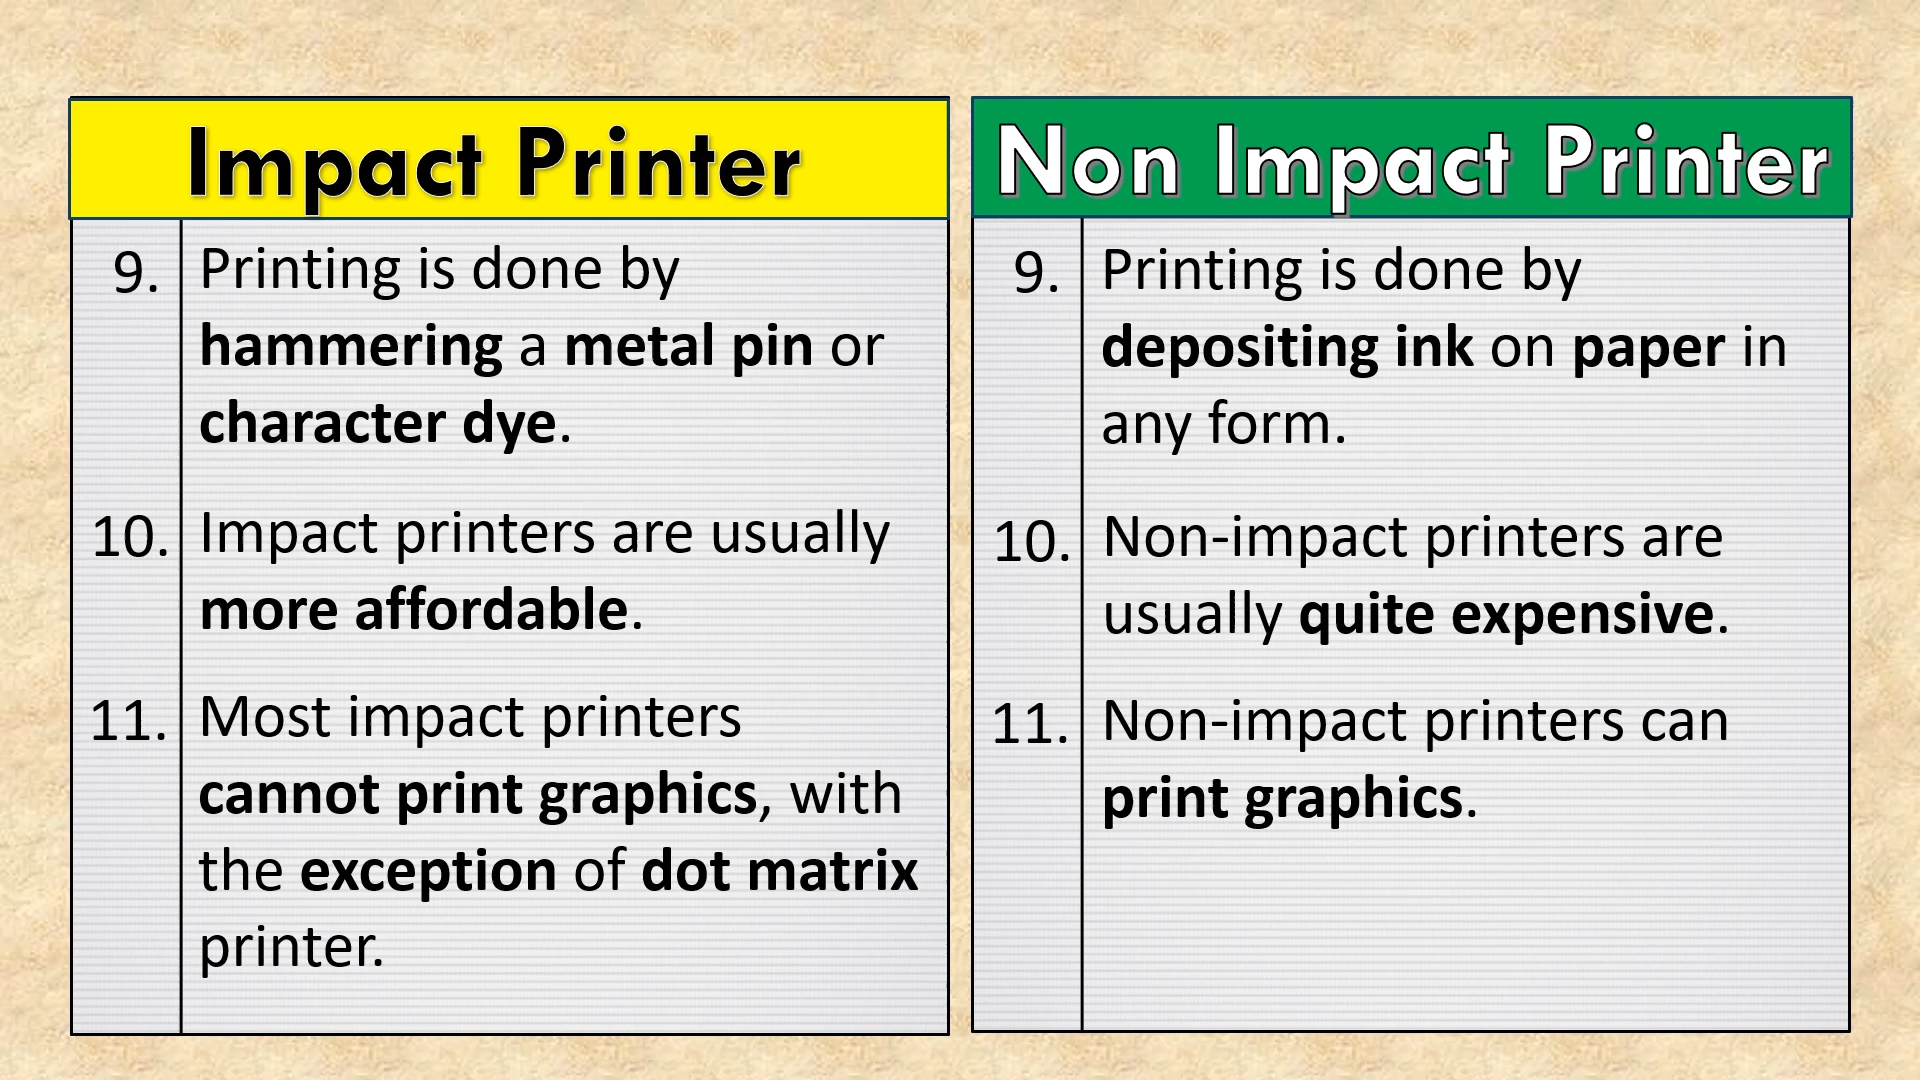 Impact Printer
9. Printing is done by
hammering a metal pin or
character dye.
10. Impact printers are usually
more affordable.
11. Most impact printers
cannot print graphics, with
the exception of dot matrix
printer.
Non Impact Printer
9. Printing is done by
depositing ink on paper in
any form.
10. Non-impact printers are
usually quite expensive.
11. Non-impact printers can
print graphics.